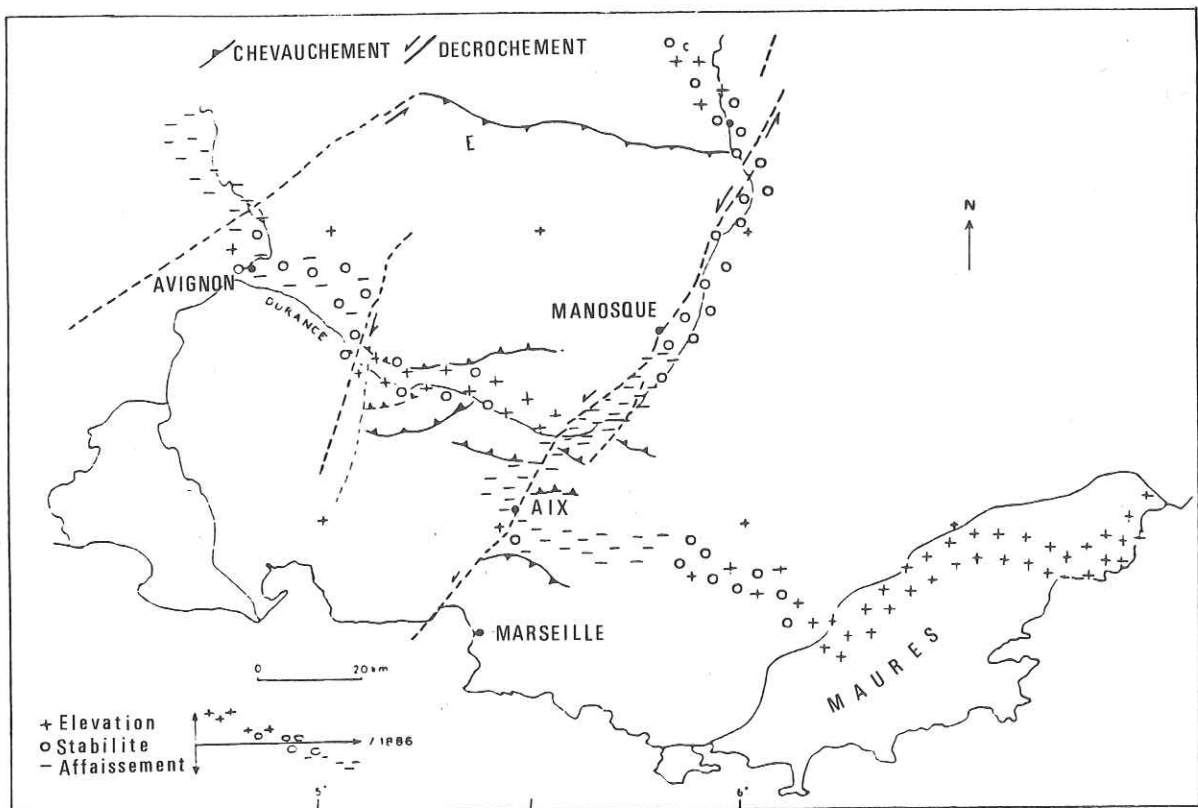 CHEVAUCHEMENT DECROCHEMENT
C
E
N
AVIGNON
DURANCE
MANOSQUE
AIX
MARSEILLE
MAURES
0 20 km
+ Elevation
o Stabilite
- Affaissement
/ 1886
5° 6°